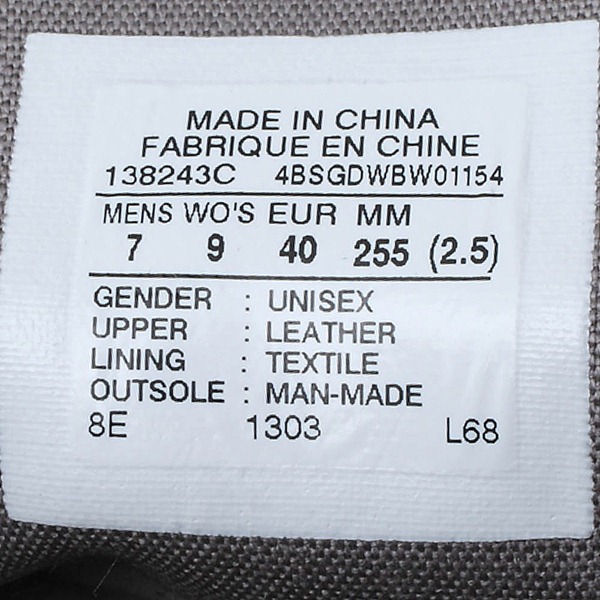 MADE IN CHINA
FABRIQUE EN CHINE
138243C 4BSGDWBW01154
MENS WO'S EUR MM
7 9 40 255 (2.5)
GENDER : UNISEX
UPPER : LEATHER
LINING : TEXTILE
OUTSOLE : MAN-MADE
8E 1303 L68